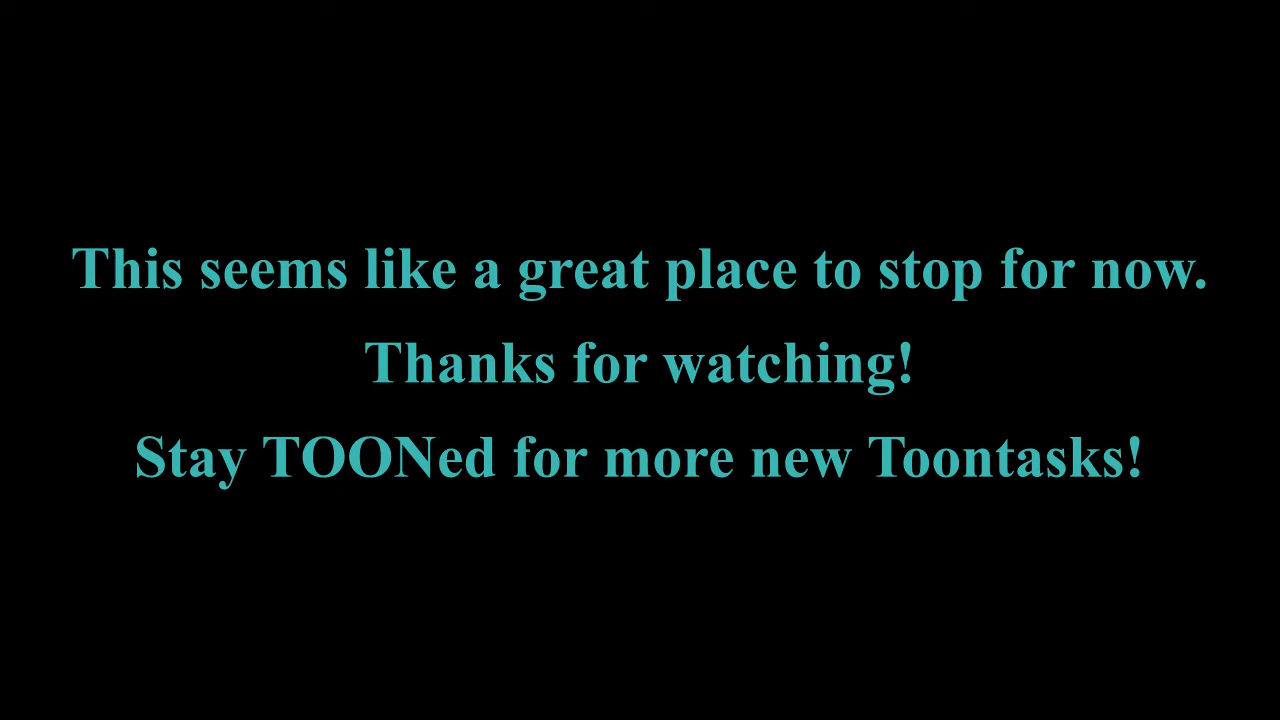 This seems like a great place to stop for now.
Thanks for watching!
Stay TOONed for more new Toontasks!